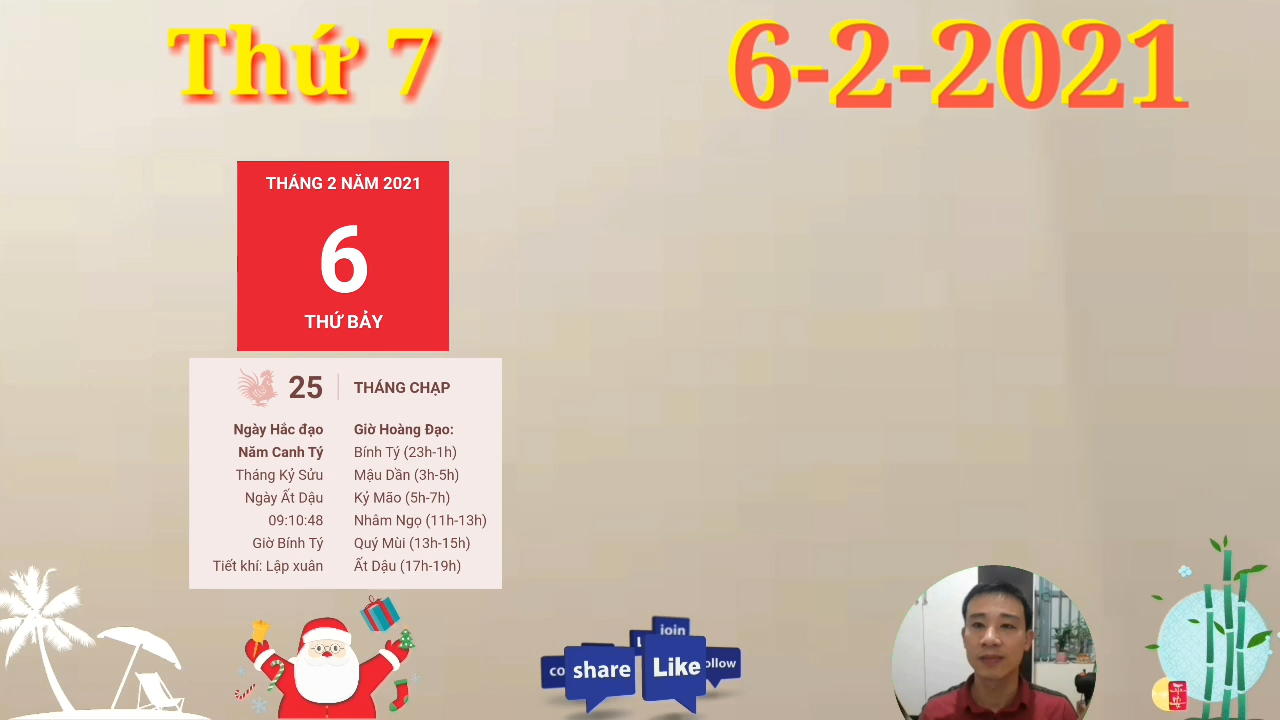 Thứ 7
6-2-2021
THÁNG 2 NĂM 2021
6
THỨ BẢY
25
THÁNG CHẠP
Ngày Hắc đạo
Năm Canh Tý
Tháng Kỷ Sửu
Ngày Ất Dậu
09:10:48
Giờ Bính Tý
Tiết khí: Lập xuân
Giờ Hoàng Đạo:
Bính Tý (23h-1h)
Mậu Dần (3h-5h)
Kỷ Mão (5h-7h)
Nhâm Ngọ (11h-13h)
Quý Mùi (13h-15h)
Ất Dậu (17h-19h)
join
co
share
Like
ollow